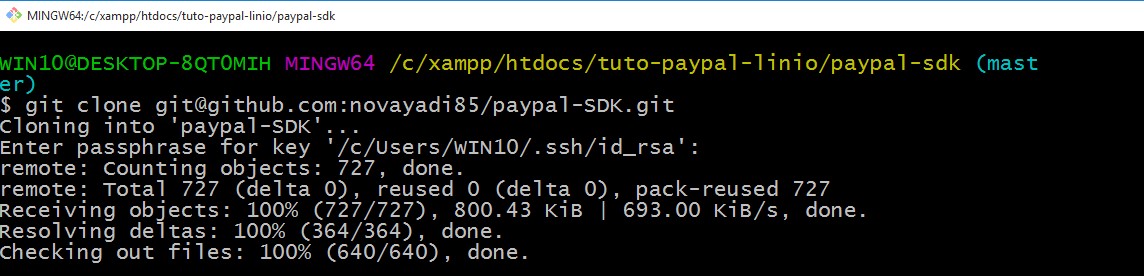 MINGW64:/c/xampp/htdocs/tuto-paypal-linio/paypal-sdk
WIN10@DESKTOP-8QT0MIH MINGW64 /c/xampp/htdocs/tuto-paypal-linio/paypal-sdk (mast
er)
$ git clone git@github.com:novayadi85/paypal-SDK.git
Cloning into 'paypal-SDK'...
Enter passphrase for key '/c/Users/WIN10/.ssh/id_rsa':
remote: Counting objects: 727, done.
remote: Total 727 (delta 0), reused 0 (delta 0), pack-reused 727
Receiving objects: 100% (727/727), 800.43 KiB | 693.00 KiB/s, done.
Resolving deltas: 100% (364/364), done.
Checking out files: 100% (640/640), done.